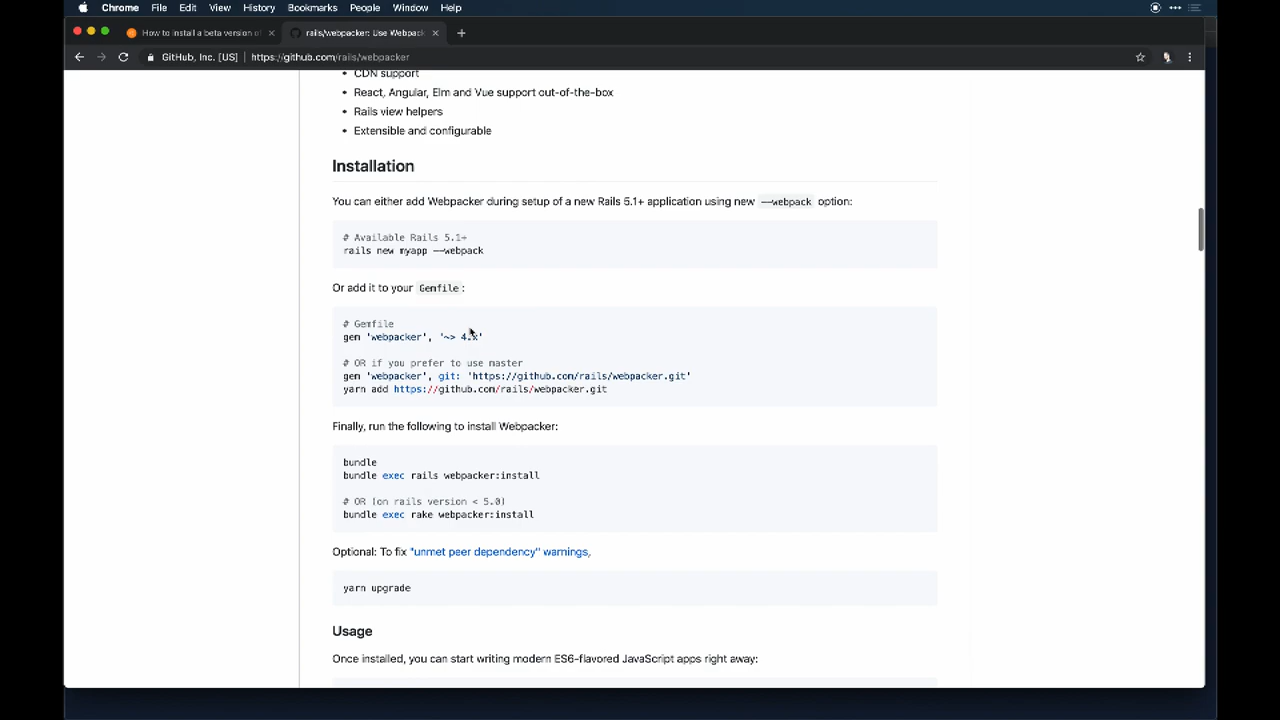 Chrome File Edit View History Bookmarks People Window Help
How to install a beta version of
rails/webpacker: Use Webpac
GitHub, Inc. [US] https://github.com/rails/webpacker
• CDN support
• React, Angular, Elm and Vue support out-of-the-box
• Rails view helpers
• Extensible and configurable
Installation
You can either add Webpacker during setup of a new Rails 5.1+ application using new --webpack option:
# Available Rails 5.1+
rails new myapp --webpack
Or add it to your Gemfile:
# Gemfile
gem 'webpacker', '~> 4.x'
# OR if you prefer to use master
gem 'webpacker', git: 'https://github.com/rails/webpacker.git'
yarn add https://github.com/rails/webpacker.git
Finally, run the following to install Webpacker:
bundle
bundle exec rails webpacker:install
# OR (on rails version < 5.0)
bundle exec rake webpacker:install
Optional: To fix "unmet peer dependency" warnings,
yarn upgrade
Usage
Once installed, you can start writing modern ES6-flavored JavaScript apps right away: